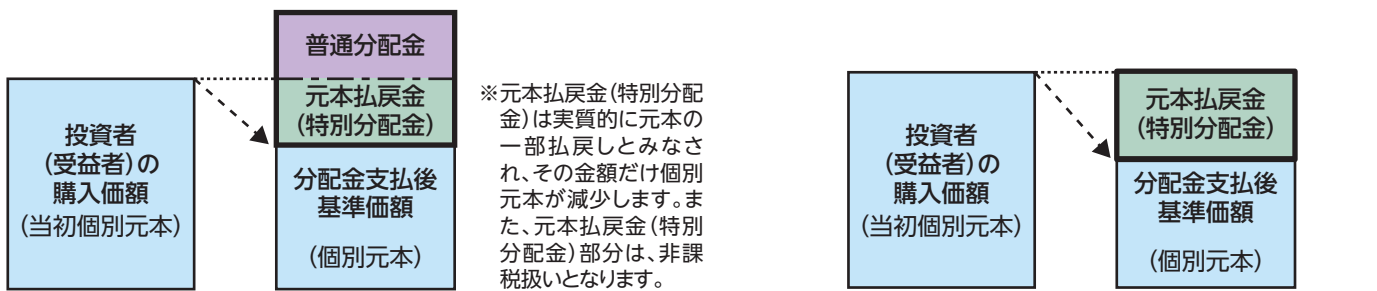 投資者
(受益者)の
購入価額
(当初個別元本)
普通分配金
元本払戻金
(特別分配金)
分配金支払後
基準価額
(個別元本)
※元本払戻金(特別分配
金)は実質的に元本の
一部払戻しとみなさ
れ、その金額だけ個別
元本が減少します。ま
た、元本払戻金(特別
分配金)部分は、非課
税扱いとなります。
投資者
(受益者)の
購入価額
(当初個別元本)
元本払戻金
(特別分配金)
分配金支払後
基準価額
(個別元本)